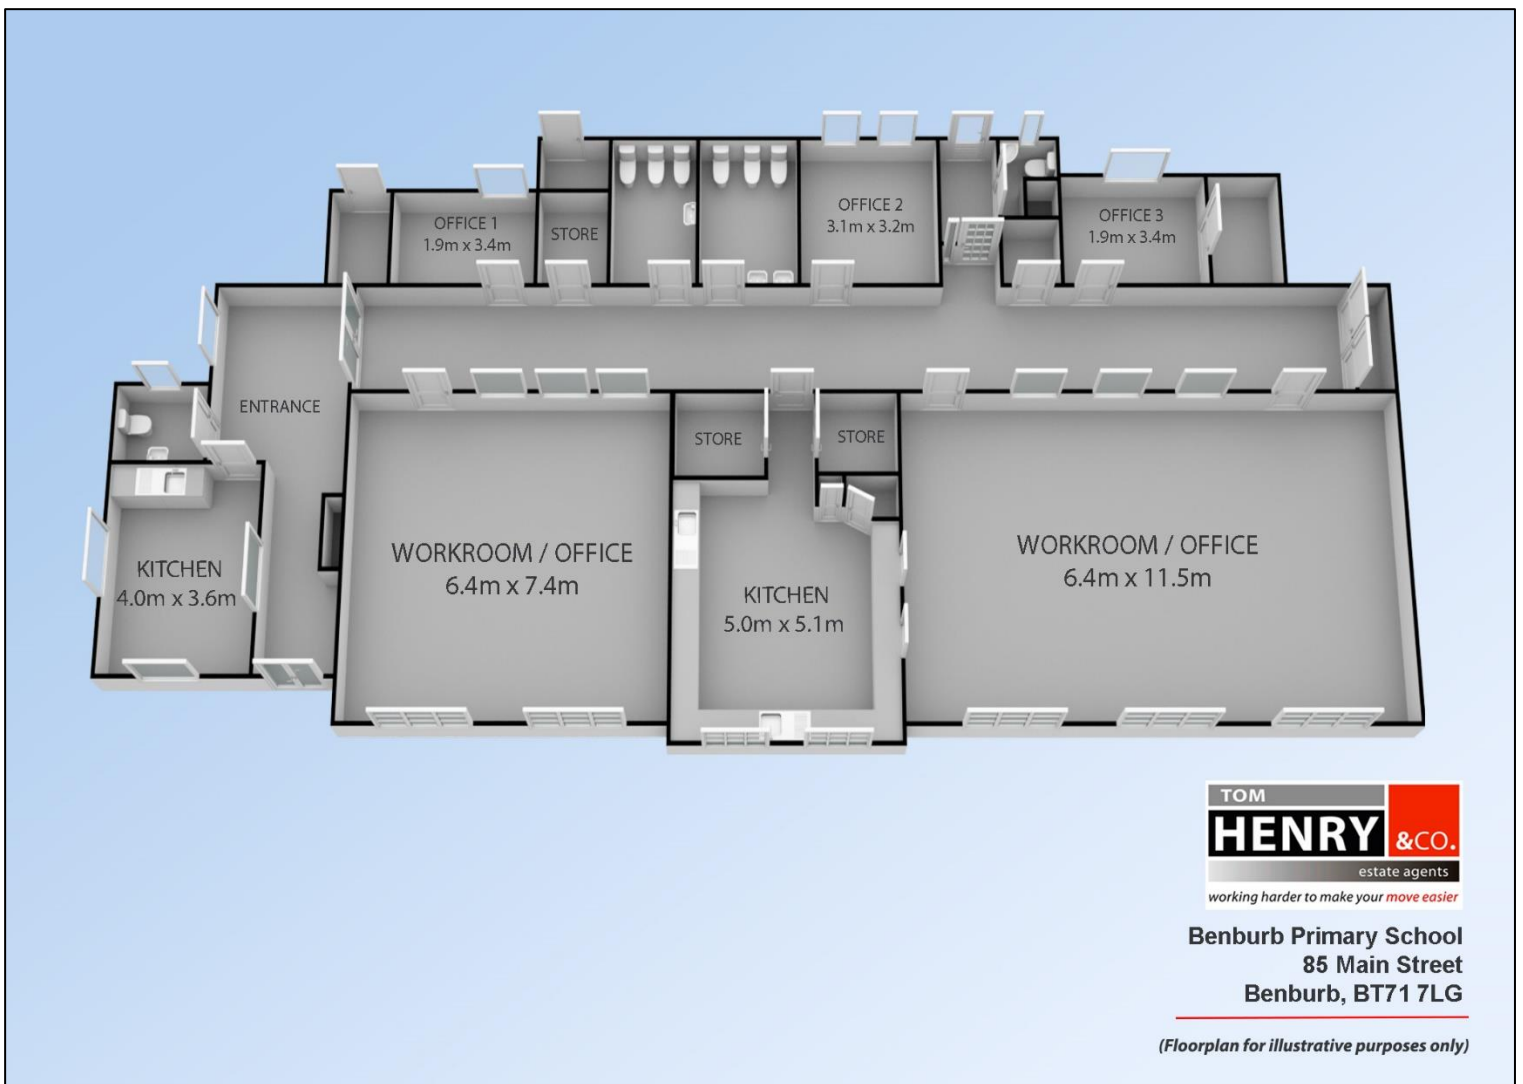 OFFICE 1
1.9m x 3.4m
STORE
OFFICE 2
3.1m x 3.2m
OFFICE 3
1.9m x 3.4m
ENTRANCE
STORE
STORE
KITCHEN
4.0m x 3.6m
WORKROOM / OFFICE
6.4m x 7.4m
KITCHEN
5.0m x 5.1m
WORKROOM / OFFICE
6.4m x 11.5m
TOM
HENRY &CO.
estate agents
working harder to make your move easier
Benburb Primary School
85 Main Street
Benburb, BT71 7LG
(Floorplan for illustrative purposes only)